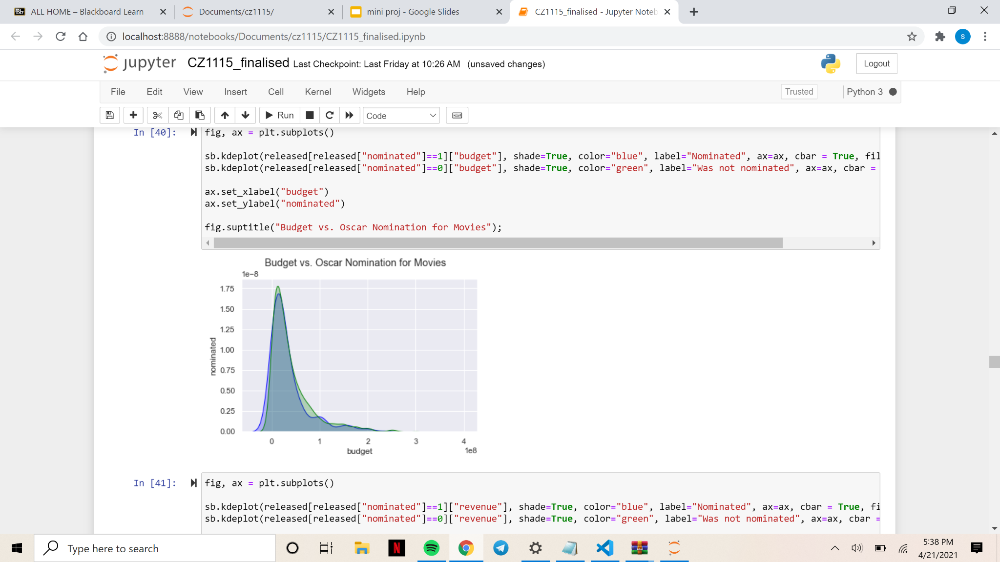 ALL HOME – Blackboard Learn
Documents/cz1115/
mini proj - Google Slides
CZ1115_finalised - Jupyter Noteb
localhost:8888/notebooks/Documents/cz1115/CZ1115_finalised.ipynb
S
jupyter CZ1115_finalised Last Checkpoint: Last Friday at 10:26 AM (unsaved changes)
Logout
File Edit View Insert Cell Kernel Widgets Help
Trusted
Python 3
Run
Code
In [40]:
fig, ax = plt.subplots()
sb.kdeplot(released[released["nominated"]==1]["budget"], shade=True, color="blue", label="Nominated", ax=ax, cbar = True, fil
sb.kdeplot(released[released["nominated"]==0]["budget"], shade=True, color="green", label="Was not nominated", ax=ax, cbar =
ax.set_xlabel("budget")
ax.set_ylabel("nominated")
fig.suptitle("Budget vs. Oscar Nomination for Movies");
Budget vs. Oscar Nomination for Movies
1e−8
1.75
1.50
1.25
1.00
0.75
0.50
0.25
0.00
nominated
0 1 2 3 4
budget
1e8
In [41]:
fig, ax = plt.subplots()
sb.kdeplot(released[released["nominated"]==1]["revenue"], shade=True, color="blue", label="Nominated", ax=ax, cbar = True, fi
sb.kdeplot(released[released["nominated"]==0]["revenue"], shade=True, color="green", label="Was not nominated", ax=ax, cbar =
Type here to search
N
5:38 PM
4/21/2021